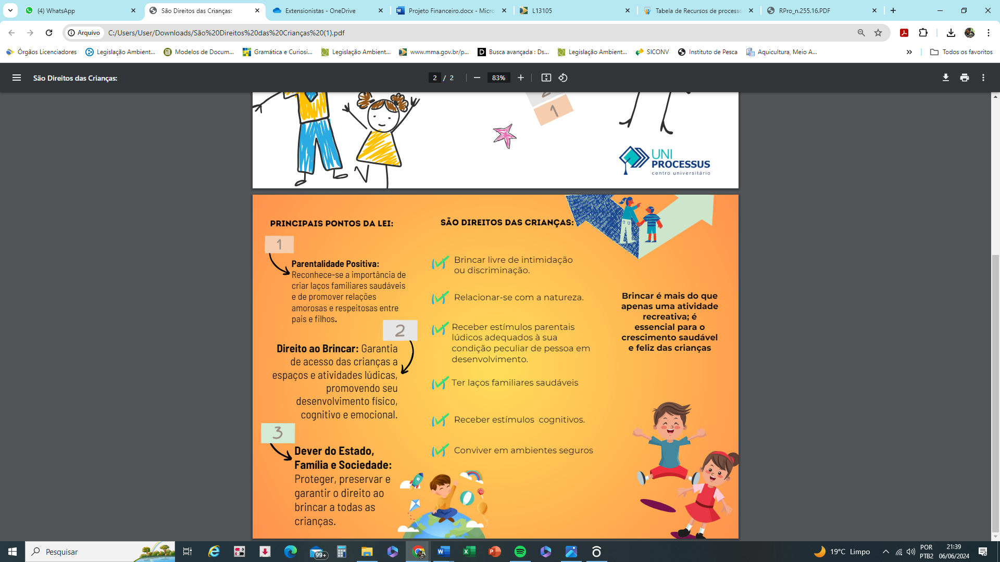 (4) WhatsApp
São Direitos das Crianças:
Extensionistas - OneDrive
Projeto Financeiro.docx - Micro
L13105
Tabela de Recursos de processo
RPro_n.255.16.PDF
Arquivo
C:/Users/User/Downloads/São%20Direitos%20das%20Crianças%20(1).pdf
Órgãos Licenciadores
Legislação Ambient...
Modelos de Docum...
Gramática e Curiosi...
Legislação Ambient...
www.mma.gov.br/p...
Busca avançada : Ds...
Legislação Ambient...
SICONV
Instituto de Pesca
Aquicultura, Meio A...
Todos os favoritos
São Direitos das Crianças:
2 / 2
83%
2
1
UNI
PROCESSUS
centro universitário
PRINCIPAIS PONTOS DA LEI:
1
Parentalidade Positiva:
Reconhece-se a importância de
criar laços familiares saudáveis
e de promover relações
amorosas e respeitosas entre
pais e filhos.
2
Direito ao Brincar: Garantia
de acesso das crianças a
espaços e atividades lúdicas,
promovendo seu
desenvolvimento físico,
cognitivo e emocional.
3
Dever do Estado,
Família e Sociedade:
Proteger, preservar e
garantir o direito ao
brincar a todas as
crianças.
SÃO DIREITOS DAS CRIANÇAS:
Brincar livre de intimidação
ou discriminação.
Relacionar-se com a natureza.
Receber estímulos parentais
lúdicos adequados à sua
condição peculiar de pessoa em
desenvolvimento.
Ter laços familiares saudáveis
Receber estímulos  cognitivos.
Conviver em ambientes seguros
Brincar é mais do que
apenas uma atividade
recreativa; é
essencial para o
crescimento saudável
e feliz das crianças
Pesquisar
99+
19°C Limpo
POR
PTB2
21:39
06/06/2024